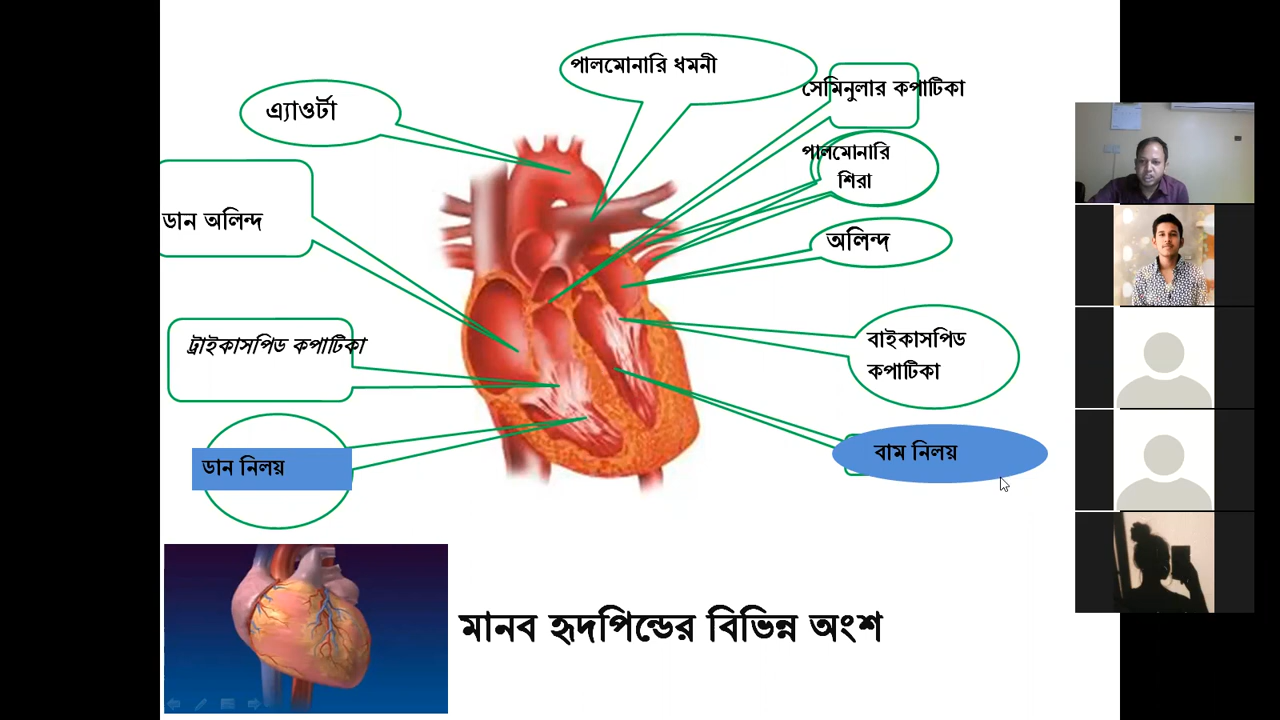 পালমোনারি ধমনী
সেমিনুলার কপাটিকা
এ্যাওর্টা
পালমোনারি
শিরা
ডান অলিন্দ
অলিন্দ
ট্রাইকাসপিড কপাটিকা
বাইকাসপিড
কপাটিকা
ডান নিলয়
বাম নিলয়
মানব হৃদপিন্ডের বিভিন্ন অংশ